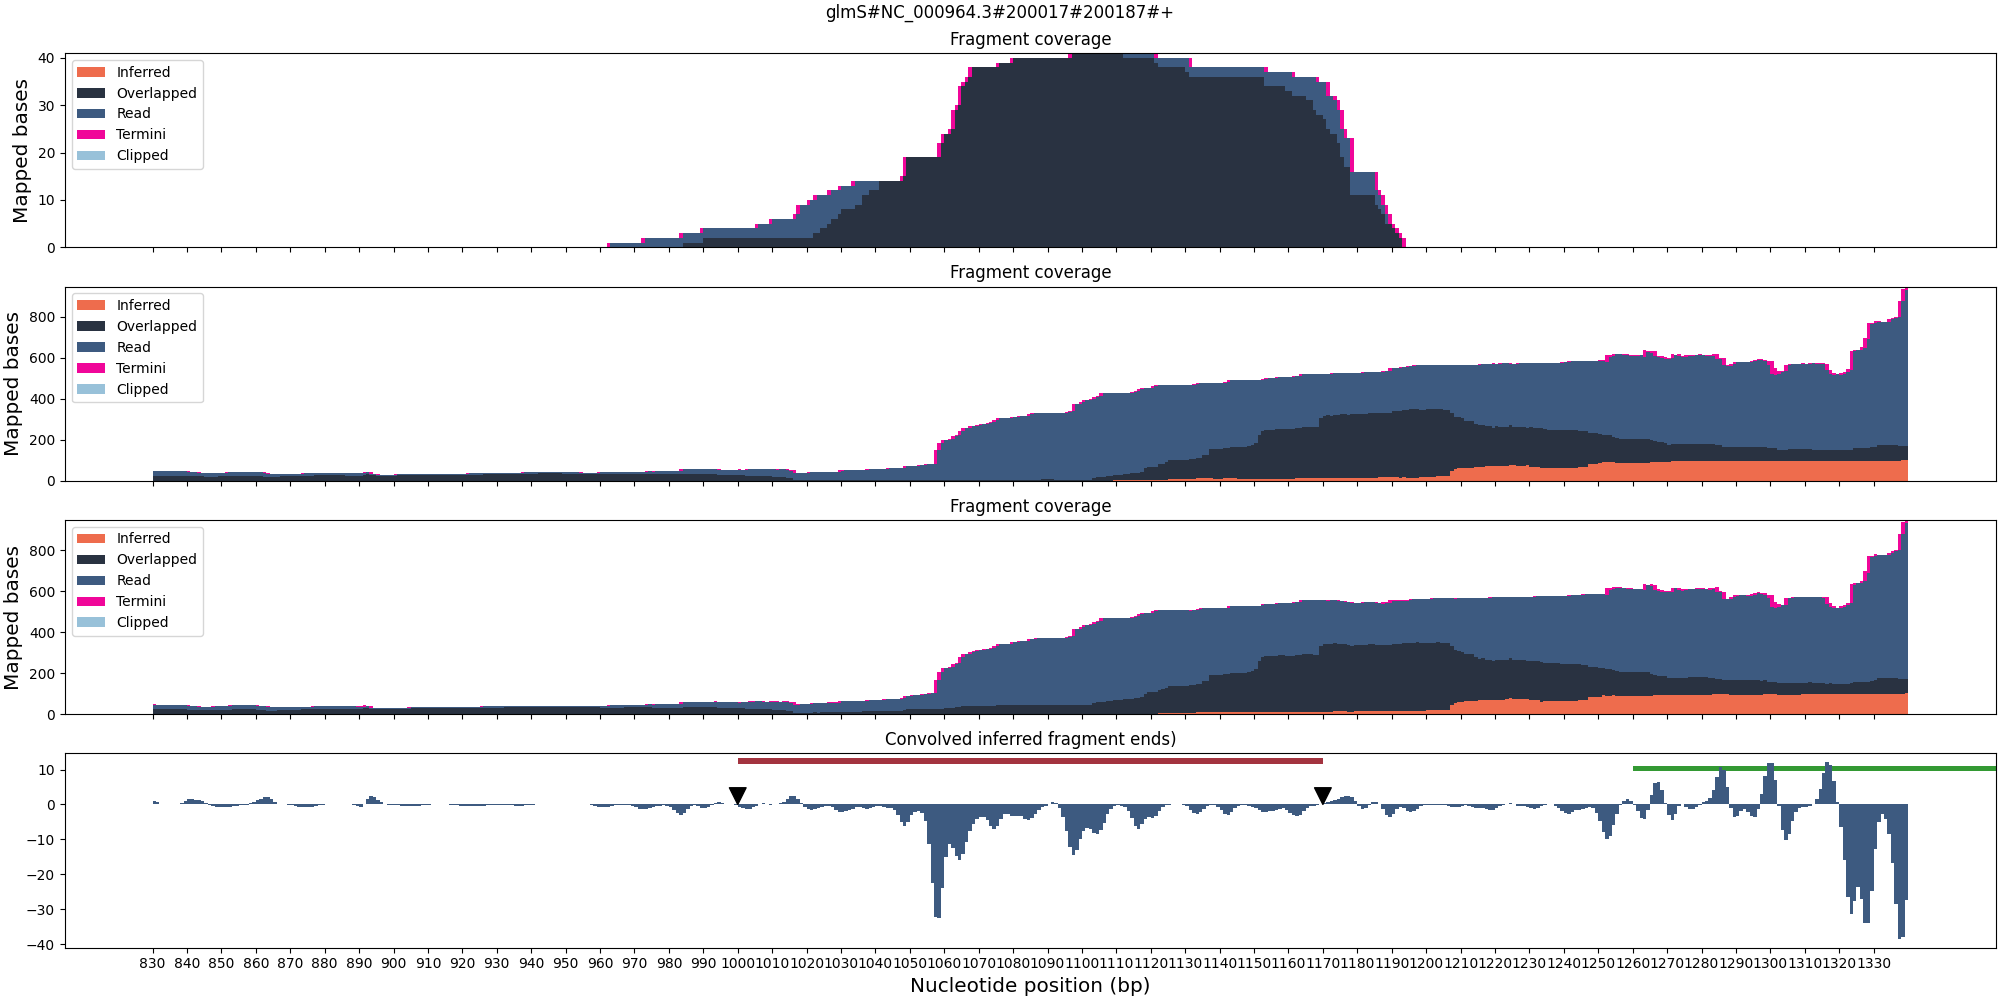 glmS#NC_000964.3#200017#200187#+
Fragment coverage
Mapped bases
40
30
20
10
0
Inferred
Overlapped
Read
Termini
Clipped
Fragment coverage
Mapped bases
800
600
400
200
0
Inferred
Overlapped
Read
Termini
Clipped
Fragment coverage
Mapped bases
800
600
400
200
0
Inferred
Overlapped
Read
Termini
Clipped
Convolved inferred fragment ends)
10
0
−10
−20
−30
−40
830 840 850 860 870 880 890 900 910 920 930 940 950 960 970 980 990 1000 1010 1020 1030 1040 1050 1060 1070 1080 1090 1100 1110 1120 1130 1140 1150 1160 1170 1180 1190 1200 1210 1220 1230 1240 1250 1260 1270 1280 1290 1300 1310 1320 1330
Nucleotide position (bp)